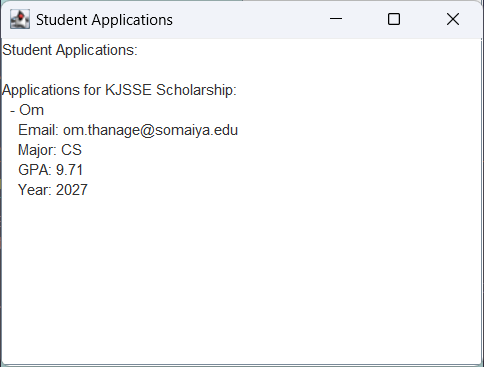 Student Applications
Student Applications:
Applications for KJSSE Scholarship:
- Om
Email: om.thanage@somaiya.edu
Major: CS
GPA: 9.71
Year: 2027